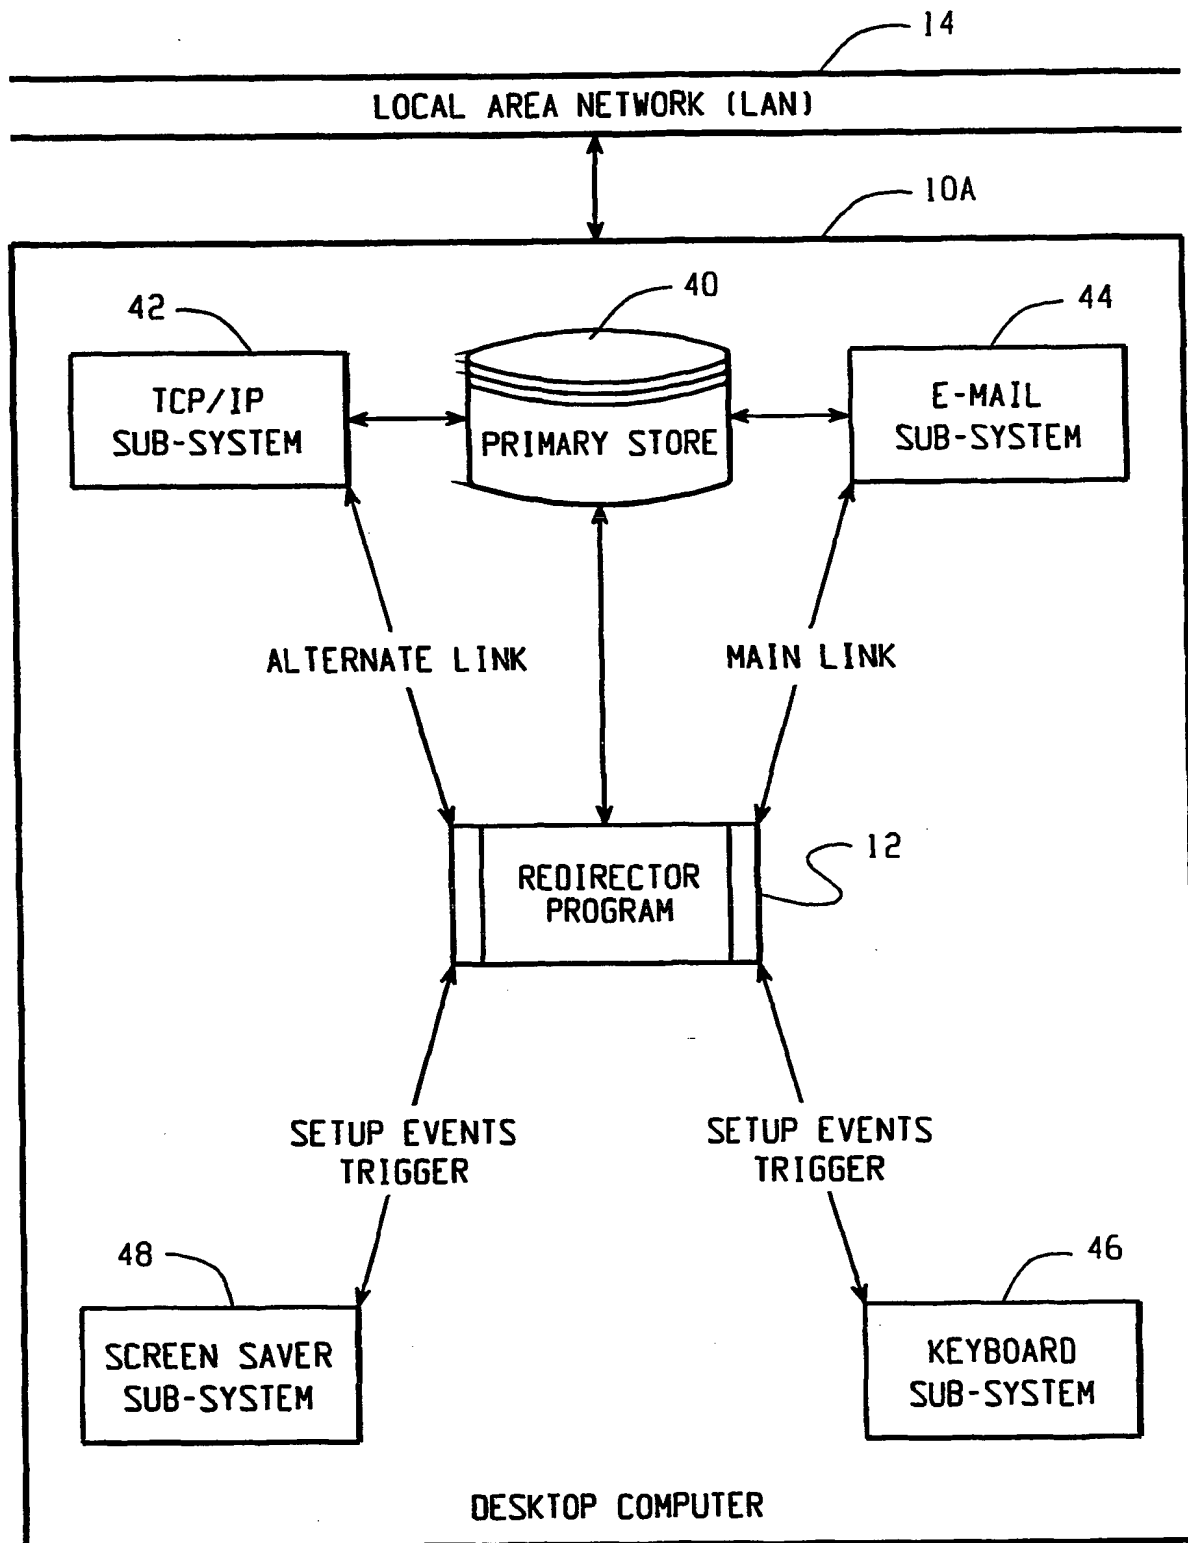 14
LOCAL AREA NETWORK (LAN)
10A
42
40
44
TCP/IP
SUB-SYSTEM
PRIMARY STORE
E-MAIL
SUB-SYSTEM
ALTERNATE LINK
MAIN LINK
12
REDIRECTOR
PROGRAM
SETUP EVENTS
TRIGGER
SETUP EVENTS
TRIGGER
48
46
SCREEN SAVER
SUB-SYSTEM
KEYBOARD
SUB-SYSTEM
DESKTOP COMPUTER